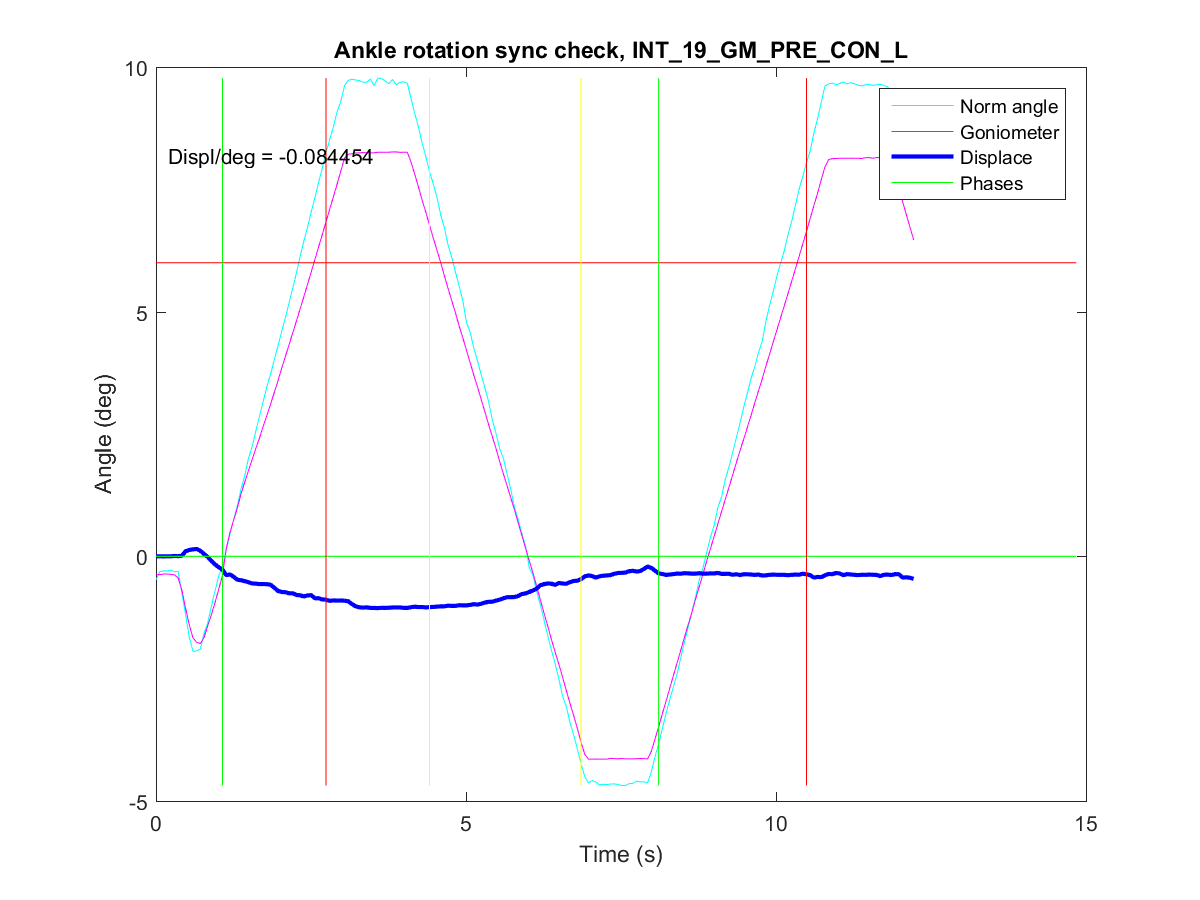 Ankle rotation sync check, INT_19_GM_PRE_CON_L
10
Displ/deg = -0.084454
Norm angle
Goniometer
Displace
Phases
5
Angle (deg)
0
-5
0
5
10
15
Time (s)